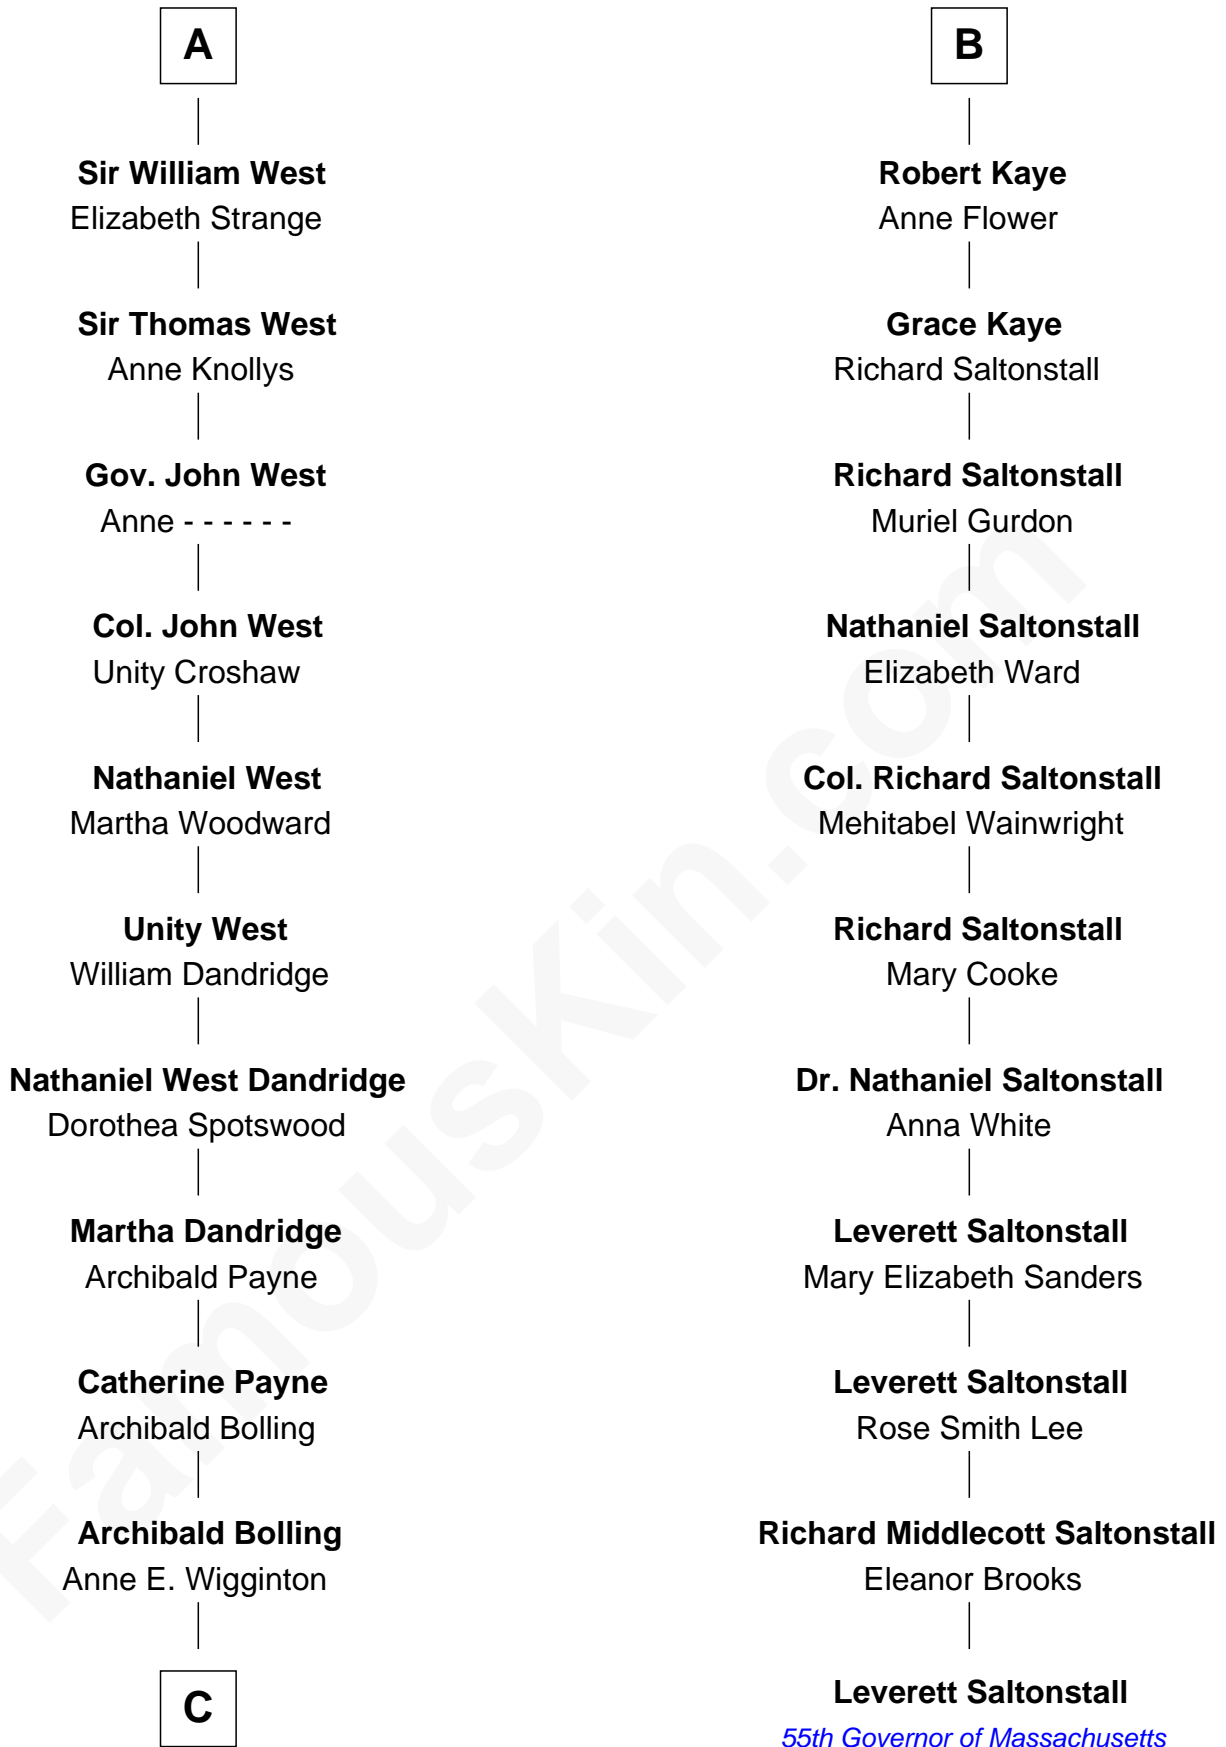 A
Sir William West
Elizabeth Strange
Sir Thomas West
Anne Knollys
Gov. John West
Anne - - - - - -
Col. John West
Unity Croshaw
Nathaniel West
Martha Woodward
Unity West
William Dandridge
Nathaniel West Dandridge
Dorothea Spotswood
Martha Dandridge
Archibald Payne
Catherine Payne
Archibald Bolling
Archibald Bolling
Anne E. Wigginton
C
B
Robert Kaye
Anne Flower
Grace Kaye
Richard Saltonstall
Richard Saltonstall
Muriel Gurdon
Nathaniel Saltonstall
Elizabeth Ward
Col. Richard Saltonstall
Mehitabel Wainwright
Richard Saltonstall
Mary Cooke
Dr. Nathaniel Saltonstall
Anna White
Leverett Saltonstall
Mary Elizabeth Sanders
Leverett Saltonstall
Rose Smith Lee
Richard Middlecott Saltonstall
Eleanor Brooks
Leverett Saltonstall
55th Governor of Massachusetts
FamousKin.com